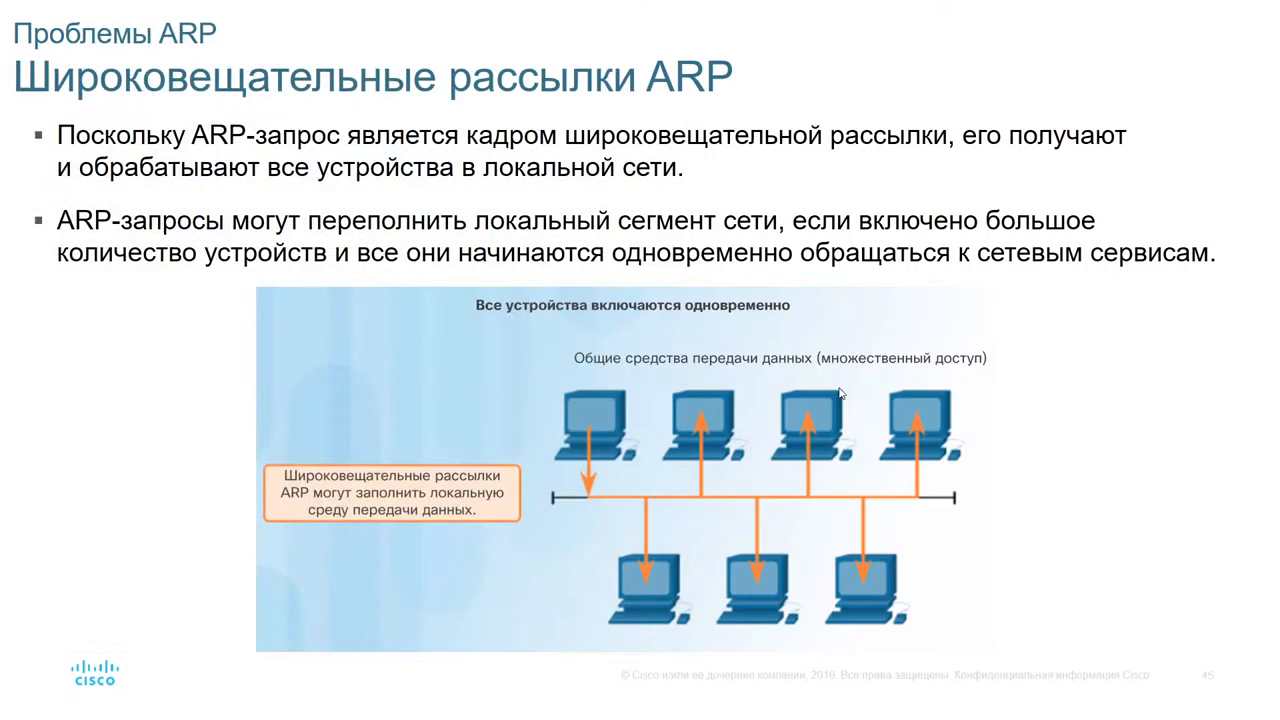 Проблемы ARP
Широковещательные рассылки ARP
Поскольку ARP-запрос является кадром широковещательной рассылки, его получают
и обрабатывают все устройства в локальной сети.
ARP-запросы могут переполнить локальный сегмент сети, если включено большое
количество устройств и все они начинаются одновременно обращаться к сетевым сервисам.
Все устройства включаются одновременно
Общие средства передачи данных (множественный доступ)
Широковещательные рассылки
ARP могут заполнить локальную
среду передачи данных.
CISCO
© Cisco и/или ее дочерние компании, 2016. Все права защищены. Конфиденциальная информация Cisco
45